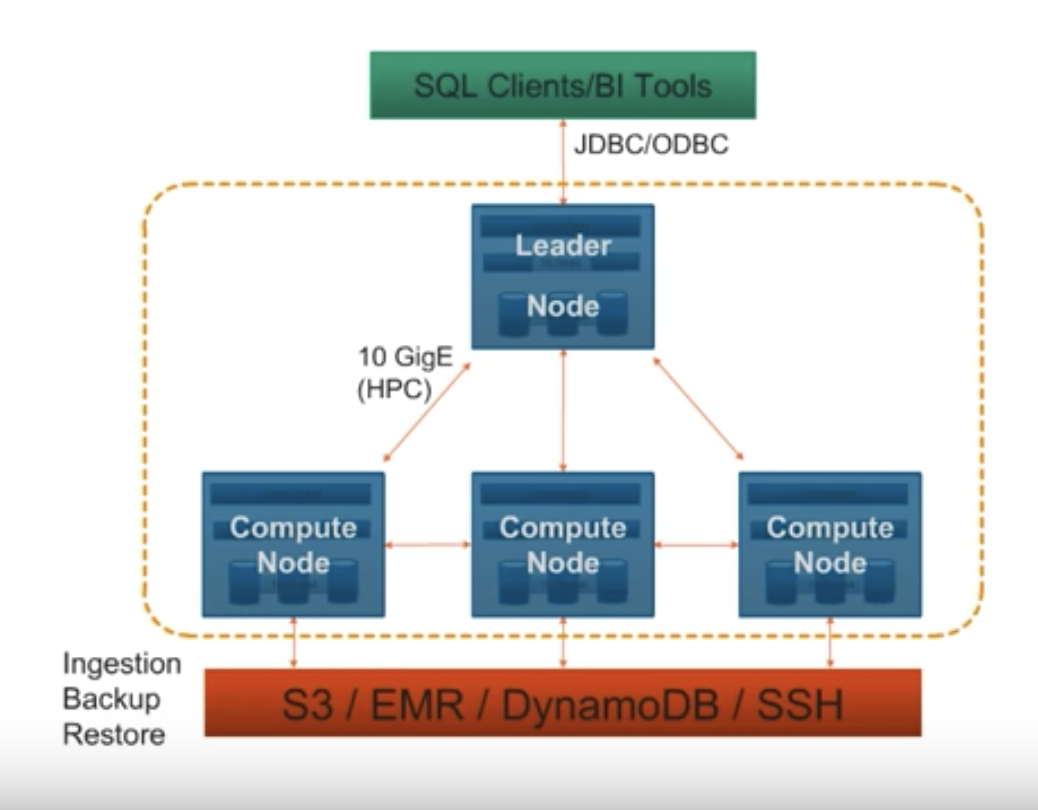 SQL Clients/BI Tools
JDBC/ODBC
Leader
Node
10 GigE
(HPC)
Compute
Node
Compute
Node
Compute
Node
Ingestion
Backup
Restore
S3 / EMR / DynamoDB / SSH